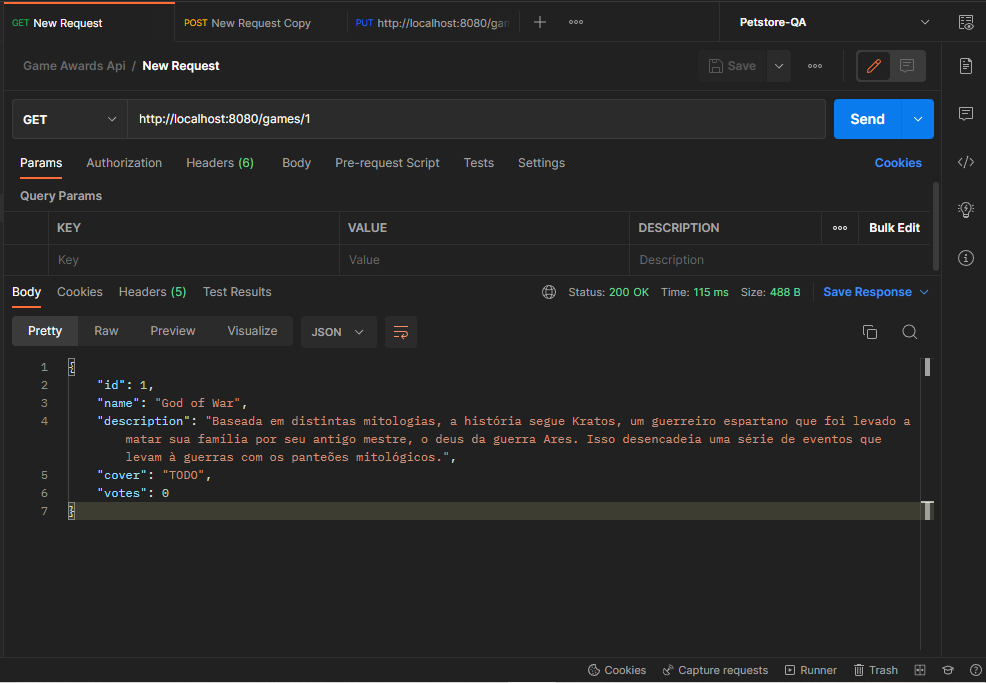 GET New Request POST New Request Copy PUT http://localhost:8080/gam Petstore-QA
Game Awards Api / New Request Save
GET http://localhost:8080/games/1 Send
Params Authorization Headers (6) Body Pre-request Script Tests Settings Cookies
Query Params
KEY VALUE DESCRIPTION Bulk Edit
Key Value Description
Body Cookies Headers (5) Test Results Status: 200 OK Time: 115 ms Size: 488 B Save Response
Pretty Raw Preview Visualize JSON
1 {
2 "id": 1,
3 "name": "God of War",
4 "description": "Baseada em distintas mitologias, a história segue Kratos, um guerreiro espartano que foi levado a
matar sua família por seu antigo mestre, o deus da guerra Ares. Isso desencadeia uma série de eventos que
levam à guerras com os panteões mitológicos.",
5 "cover": "TODO",
6 "votes": 0
7 }
Cookies Capture requests Runner Trash